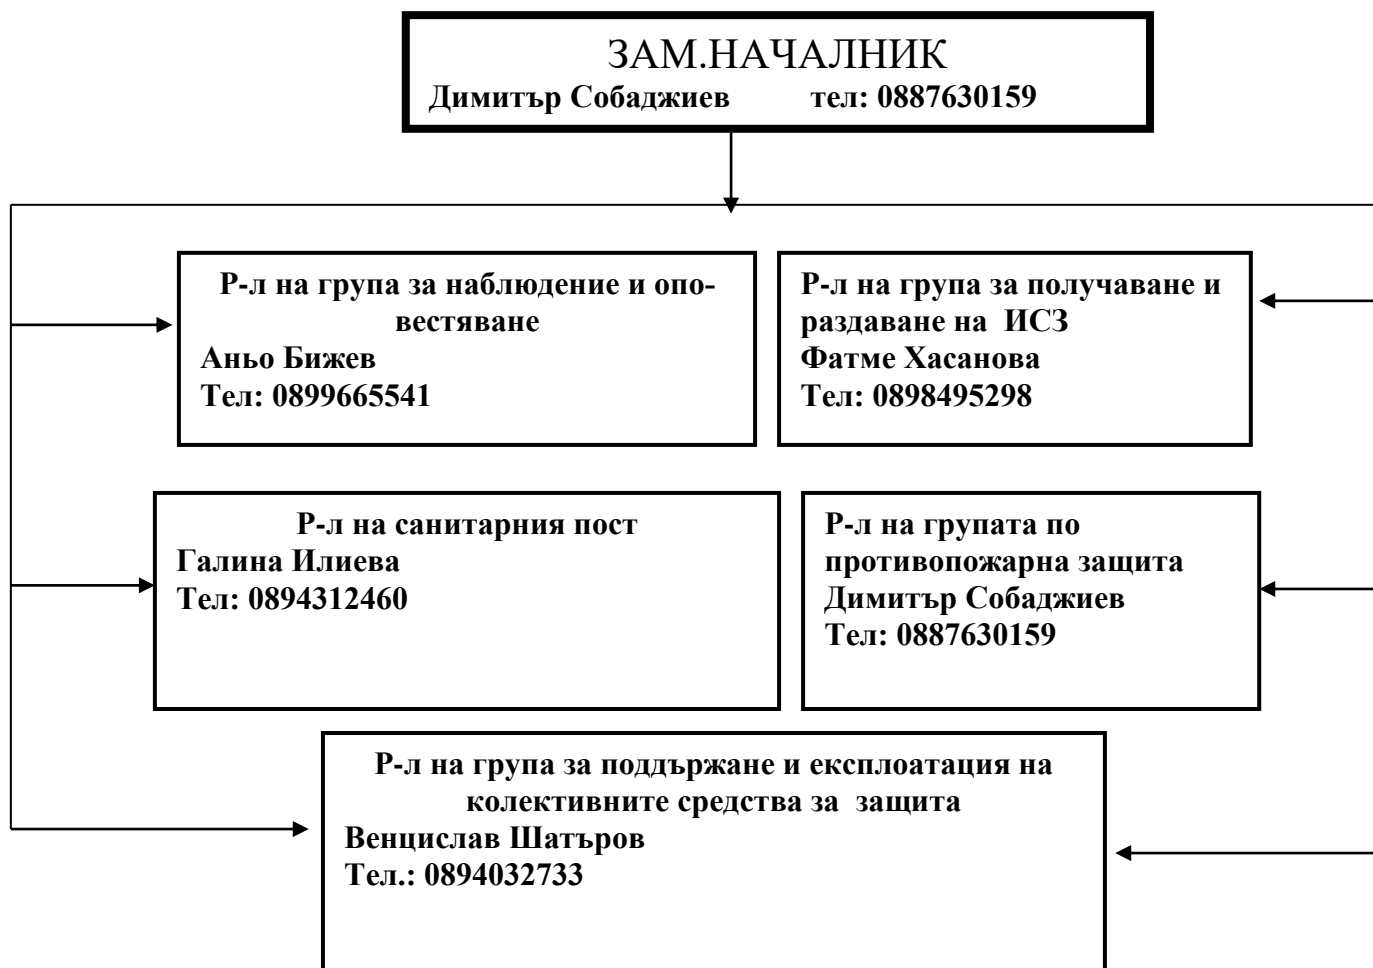 ЗАМ.НАЧАЛНИК
Димитър Собаджиев тел: 0887630159
Р-л на група за наблюдение и опо-
вестяване
Аньо Бижев
Тел: 0899665541
Р-л на група за получаване и
раздаване на ИСЗ
Фатме Хасанова
Тел: 0898495298
Р-л на санитарния пост
Галина Илиева
Тел: 0894312460
Р-л на групата по
противопожарна защита
Димитър Собаджиев
Тел: 0887630159
Р-л на група за поддържане и експлоатация на
колективните средства за защита
Венцислав Шатъров
Тел.: 0894032733